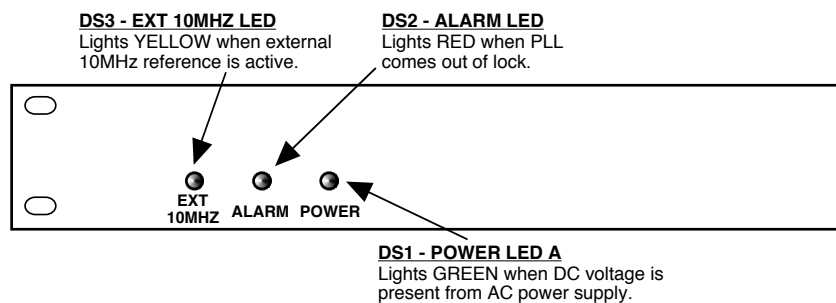 DS3 - EXT 10MHZ LED
Lights YELLOW when external
10MHz reference is active.
DS2 - ALARM LED
Lights RED when PLL
comes out of lock.
EXT
10MHZ
ALARM
POWER
DS1 - POWER LED A
Lights GREEN when DC voltage is
present from AC power supply.